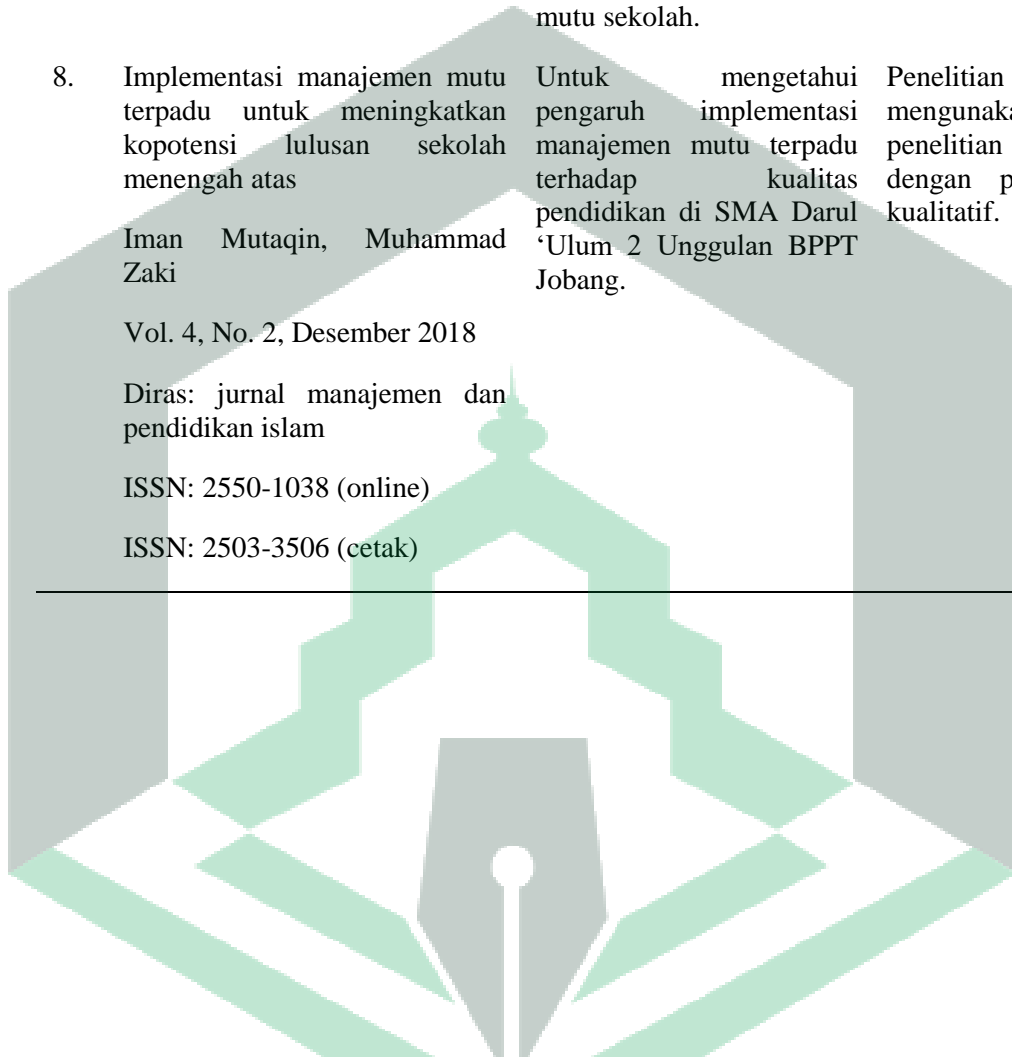 mutu sekolah.
8. Implementasi manajemen mutu
terpadu untuk meningkatkan
kopotensi lulusan sekolah
menengah atas
Iman Mutaqin, Muhammad
Zaki
Vol. 4, No. 2, Desember 2018
Diras: jurnal manajemen dan
pendidikan islam
ISSN: 2550-1038 (online)
ISSN: 2503-3506 (cetak)
Untuk mengetahui
pengaruh implementasi
manajemen mutu terpadu
terhadap kualitas
pendidikan di SMA Darul
‘Ulum 2 Unggulan BPPT
Jobang.
Penelitian
penelitian
dengan
kualitatif.